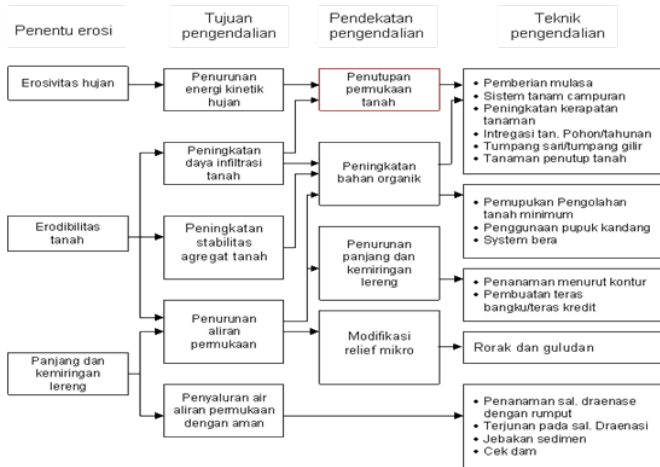 Penentu erosi
Tujuan
pengendalian
Pendekatan
pengendalian
Teknik
pengendalian
Erosivitas hujan
Penurunan
energi kinetik
hujan
Penutupan
permukaan
tanah
• Pemberian mulasa
• Sistem tanam campuran
• Peningkatan kerapatan
tanaman
• Intregasi tan. Pohon/tahunan
• Tumpang sari/tumpang gilir
• Tanaman penutup tanah
Peningkatan
daya infiltrasi
tanah
Peningkatan
bahan organik
Erodibilitas
tanah
Peningkatan
stabilitas
agregat tanah
• Pemupukan Pengolahan
tanah minimum
• Penggunaan pupuk kandang
• System bera
Penurunan
panjang dan
kemiringan
lereng
• Penanaman menurut kontur
• Pembuatan teras
bangku/teras kredit
Penurunan
aliran
permukaan
Modifikasi
relief mikro
Rorak dan guludan
Panjang dan
kemiringan
lereng
Penyaluran air
aliran permukaan
dengan aman
• Penanaman sal. draenase
dengan rumput
• Terjunan pada sal. Draenasi
• Jebakan sedimen
• Cek dam